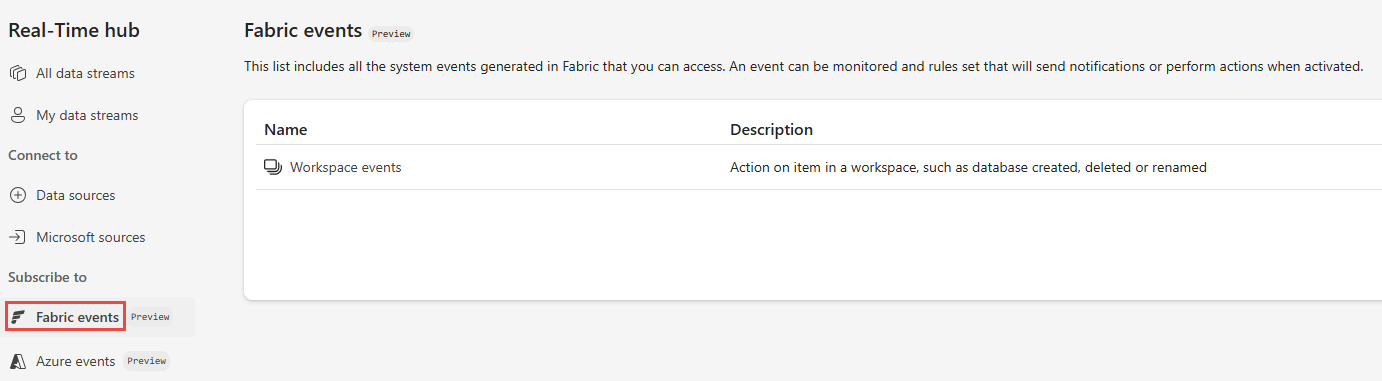 Real-Time hub
All data streams
My data streams
Connect to
Data sources
Microsoft sources
Subscribe to
Fabric events Preview
Azure events Preview
Fabric events Preview
This list includes all the system events generated in Fabric that you can access. An event can be monitored and rules set that will send notifications or perform actions when activated.
Name Description
Workspace events Action on item in a workspace, such as database created, deleted or renamed